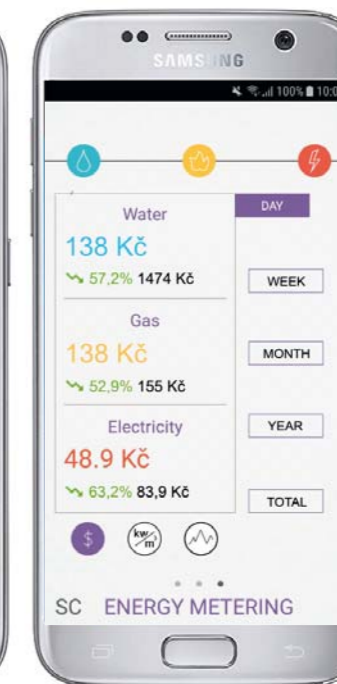 SAMSUNG
100% 10:0
Water
DAY
138 Kč
57,2% 1474 Kč
WEEK
Gas
138 Kč
MONTH
52,9% 155 Kč
Electricity
YEAR
48.9 Kč
63,2% 83,9 Kč
TOTAL
$
kw/m³
SC ENERGY METERING